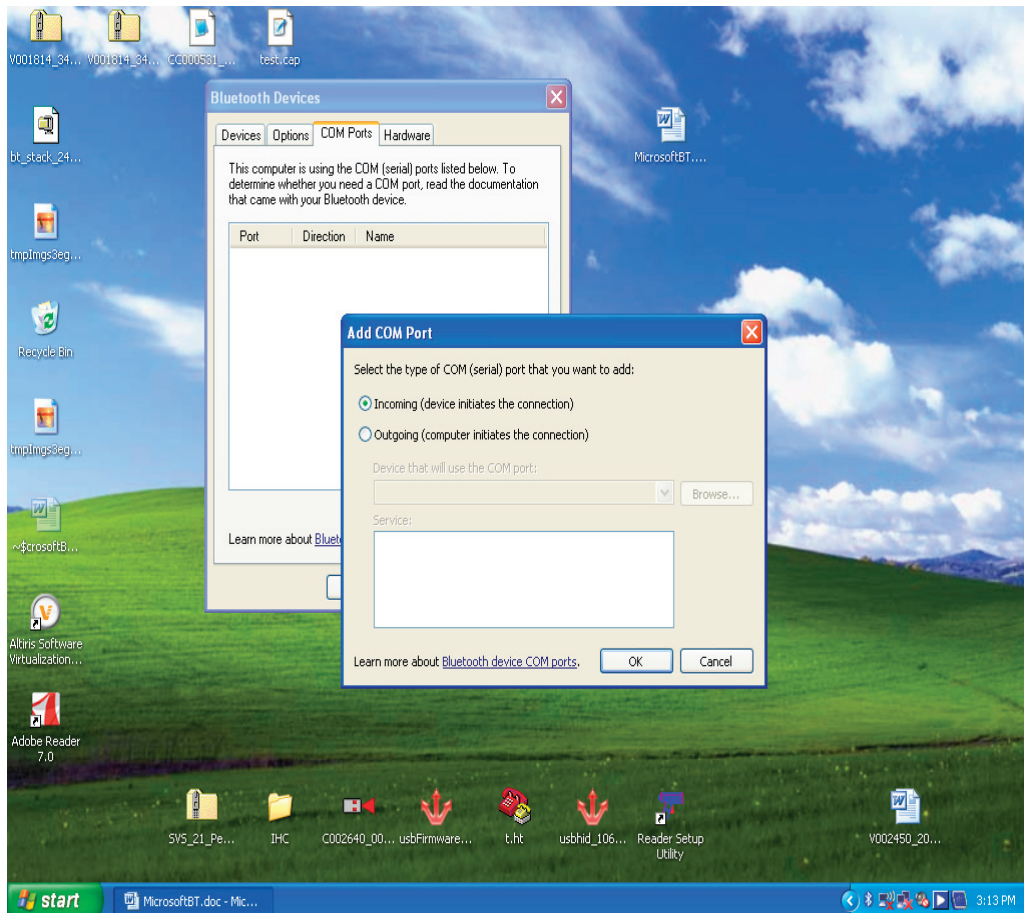 V001814_34...
V001814_34...
CC000531_...
test.cap
bt_stack_24...
tmpImgs3eg...
Recycle Bin
tmpImgs3eg...
~$crosoftB...
Altiris Software
Virtualization...
Adobe Reader
7.0
MicrosoftBT....
Bluetooth Devices
Devices
Options
COM Ports
Hardware
This computer is using the COM (serial) ports listed below. To
determine whether you need a COM port, read the documentation
that came with your Bluetooth device.
Port Direction Name
Learn more about Bluet
Add COM Port
Select the type of COM (serial) port that you want to add:
Incoming (device initiates the connection)
Outgoing (computer initiates the connection)
Device that will use the COM port:
Browse...
Service:
Learn more about Bluetooth device COM ports.
OK
Cancel
SVS_21_Pe...
IHC
C002640_00...
usbFirmware...
t.ht
usbhid_106...
Reader Setup
Utility
V002450_20...
start
MicrosoftBT.doc - Mic...
3:13 PM